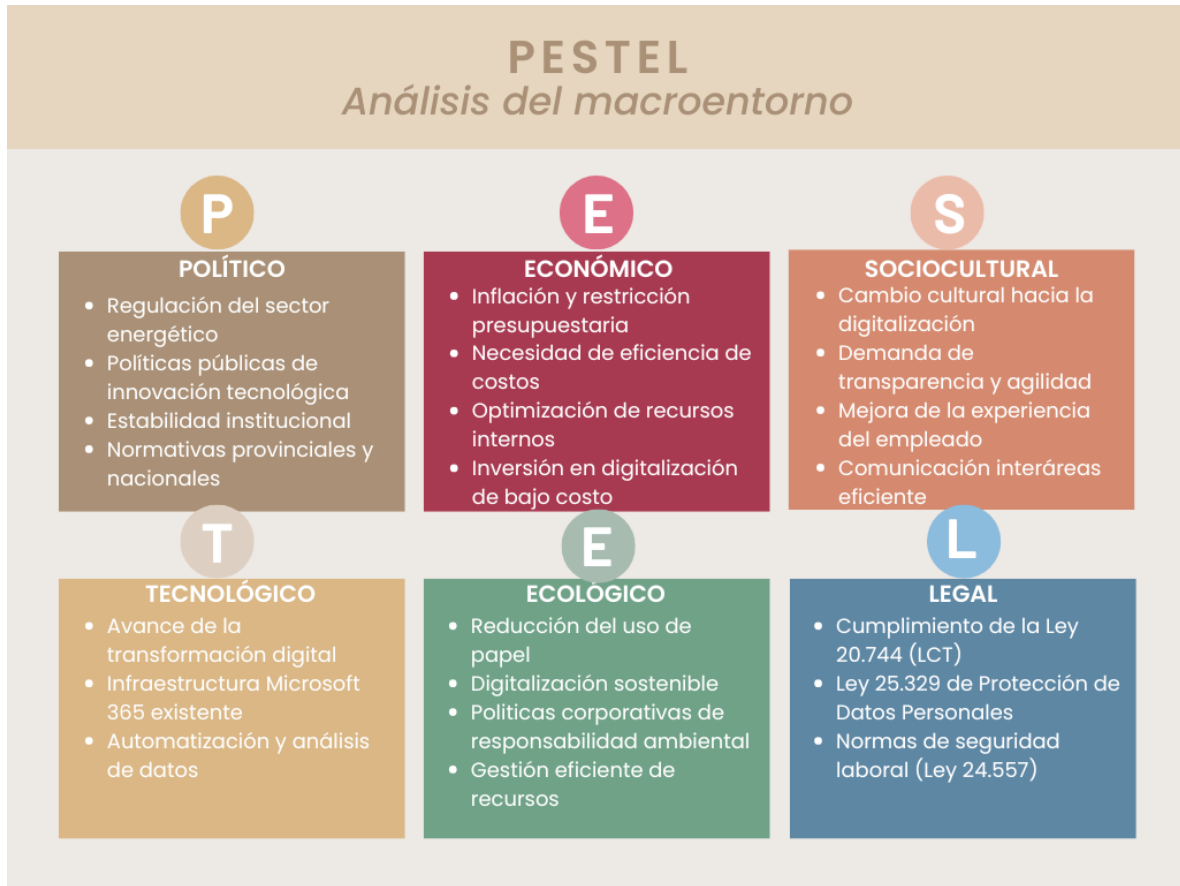 PESTEL
Análisis del macroentorno
P
POLÍTICO
• Regulación del sector
energético
• Políticas públicas de
innovación tecnológica
• Estabilidad institucional
• Normativas provinciales y
nacionales
E
ECONÓMICO
• Inflación y restricción
presupuestaria
• Necesidad de eficiencia de
costos
• Optimización de recursos
internos
• Inversión en digitalización
de bajo costo
S
SOCIOCULTURAL
• Cambio cultural hacia la
digitalización
• Demanda de
transparencia y agilidad
• Mejora de la experiencia
del empleado
• Comunicación interáreas
eficiente
T
TECNOLÓGICO
• Avance de la
transformación digital
• Infraestructura Microsoft
365 existente
• Automatización y análisis
de datos
E
ECOLÓGICO
• Reducción del uso de
papel
• Digitalización sostenible
• Politicas corporativas de
responsabilidad ambiental
• Gestión eficiente de
recursos
L
LEGAL
• Cumplimiento de la Ley
20.744 (LCT)
• Ley 25.329 de Protección de
Datos Personales
• Normas de seguridad
laboral (Ley 24.557)